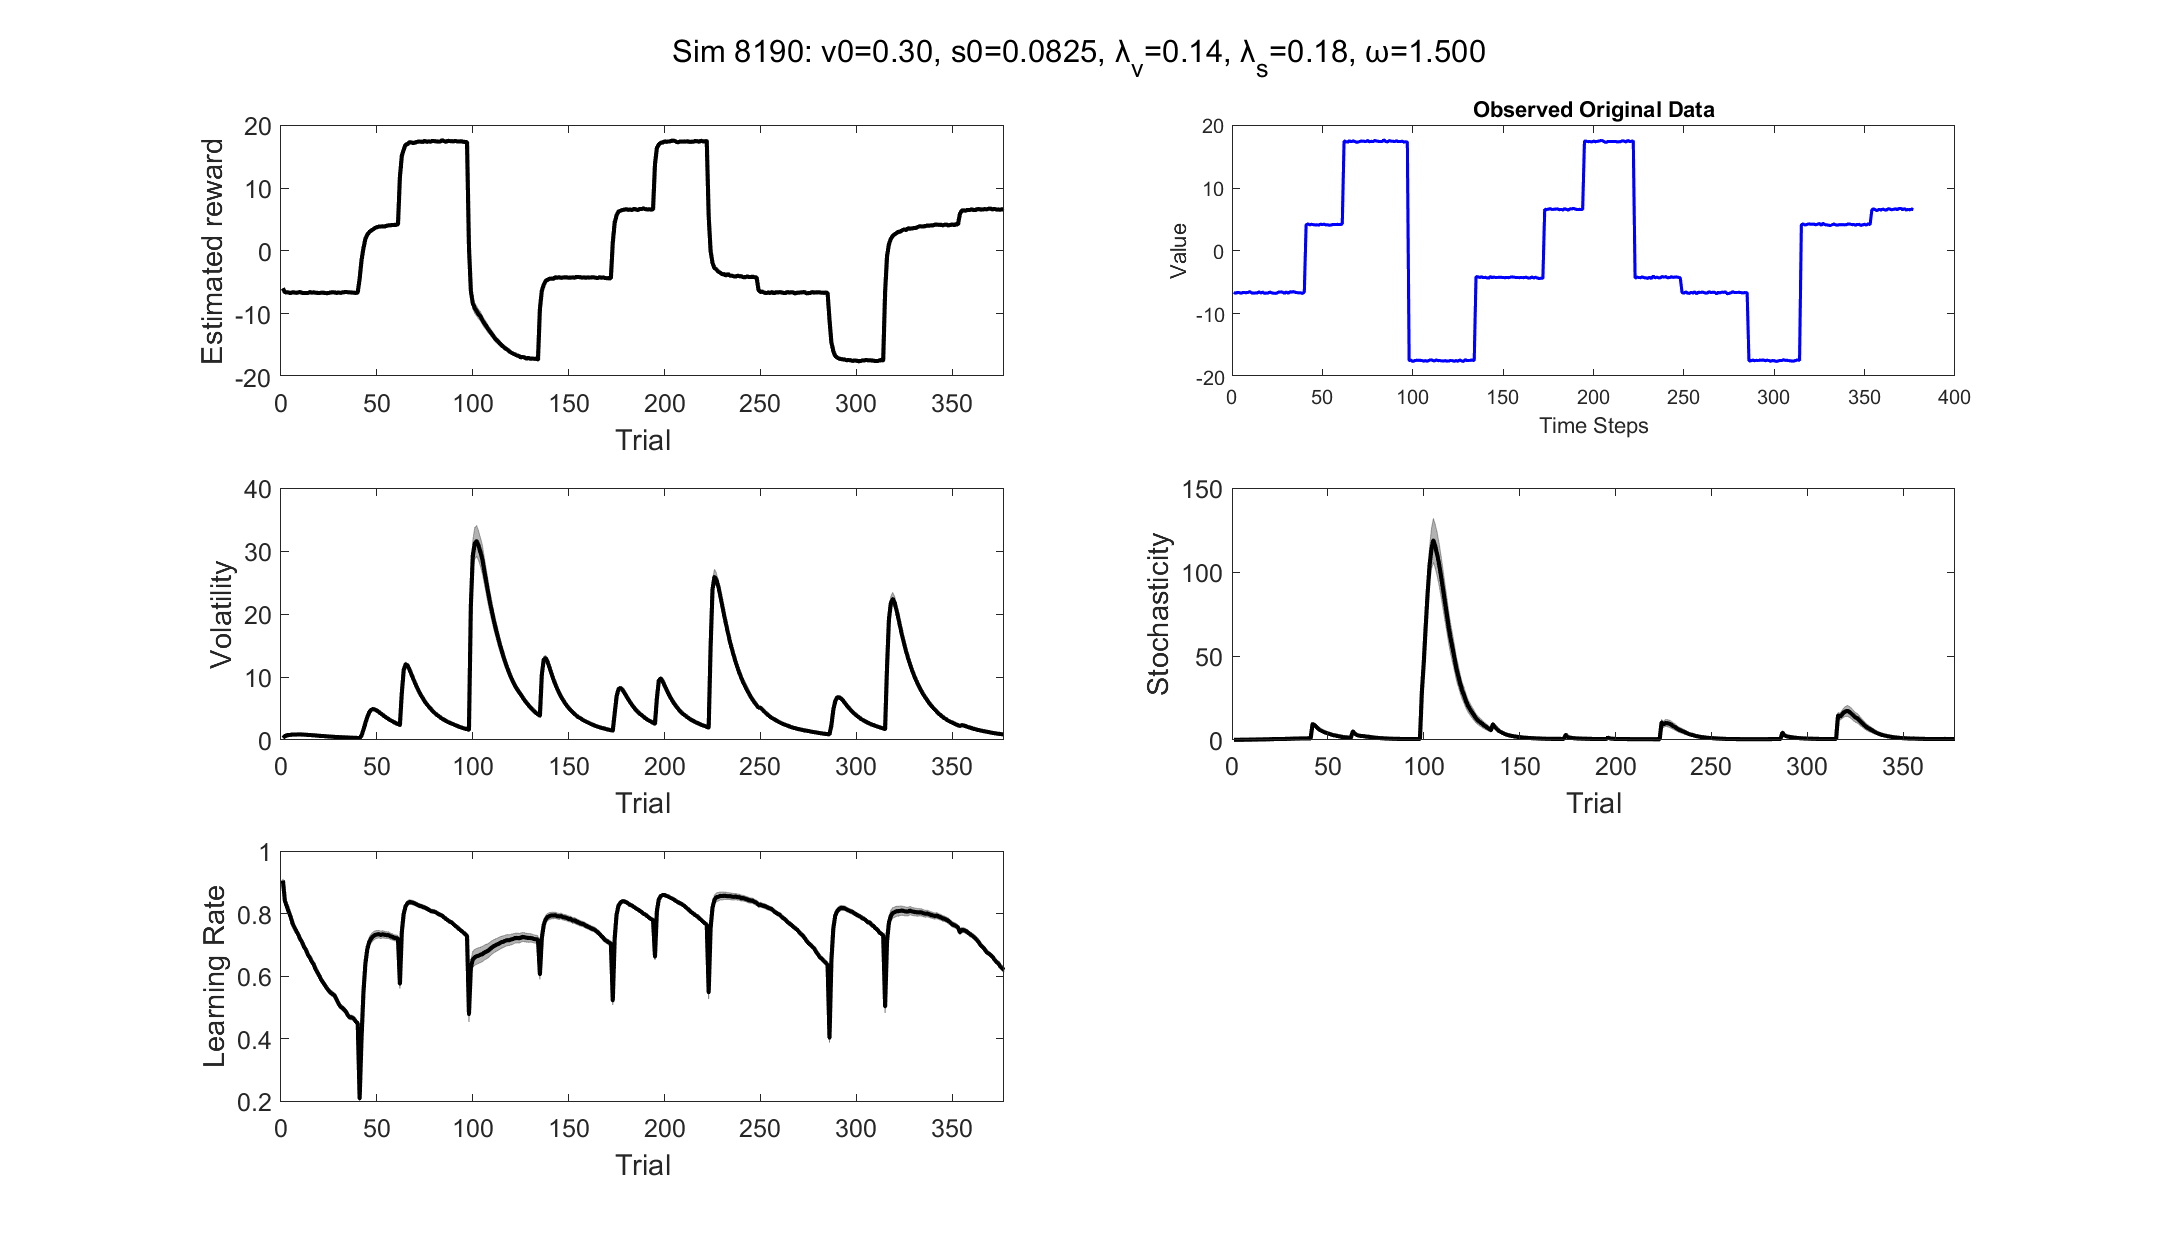 Sim 8190: v0=0.30, s0=0.0825, λ_v=0.14, λ_s=0.18, ω=1.500
Estimated reward
20
10
0
-10
-20
0 50 100 150 200 250 300 350
Trial
Observed Original Data
Value
20
10
0
-10
-20
0 50 100 150 200 250 300 350 400
Time Steps
Volatility
40
30
20
10
0
0 50 100 150 200 250 300 350
Trial
Stochasticity
150
100
50
0
0 50 100 150 200 250 300 350
Trial
Learning Rate
1
0.8
0.6
0.4
0.2
0 50 100 150 200 250 300 350
Trial